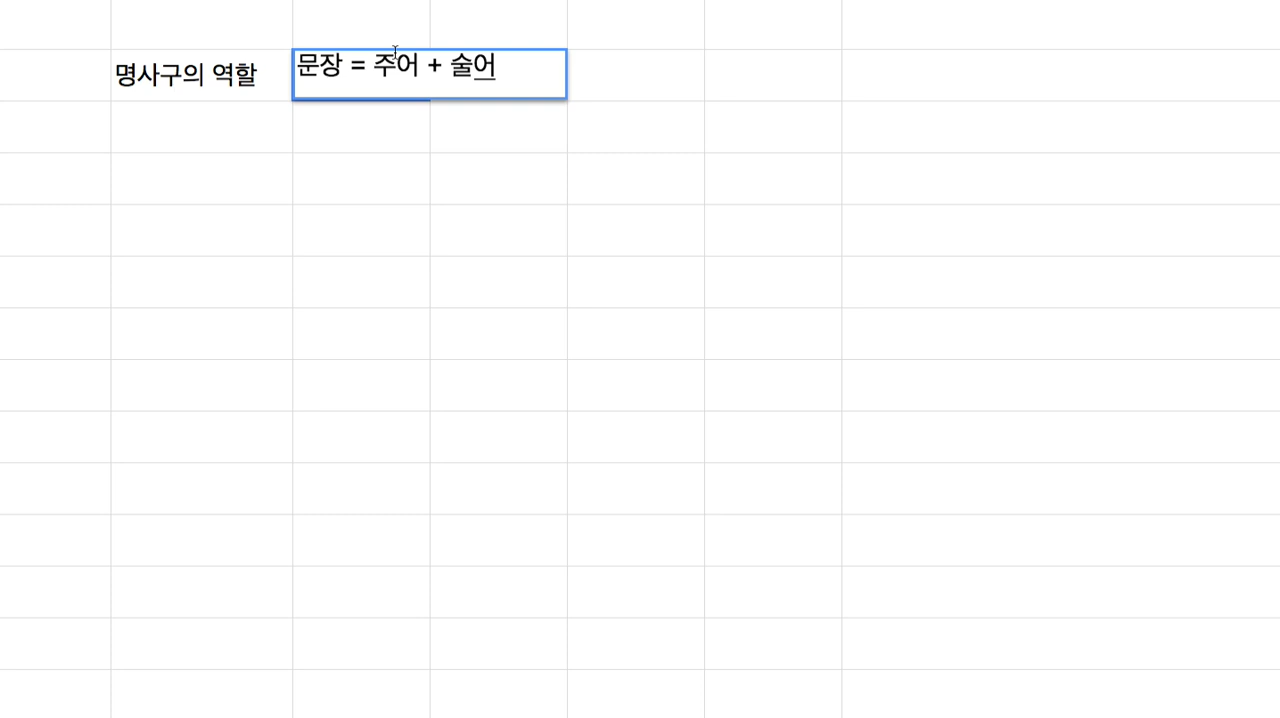 명사구의 역할
문장 = 주어 + 술어